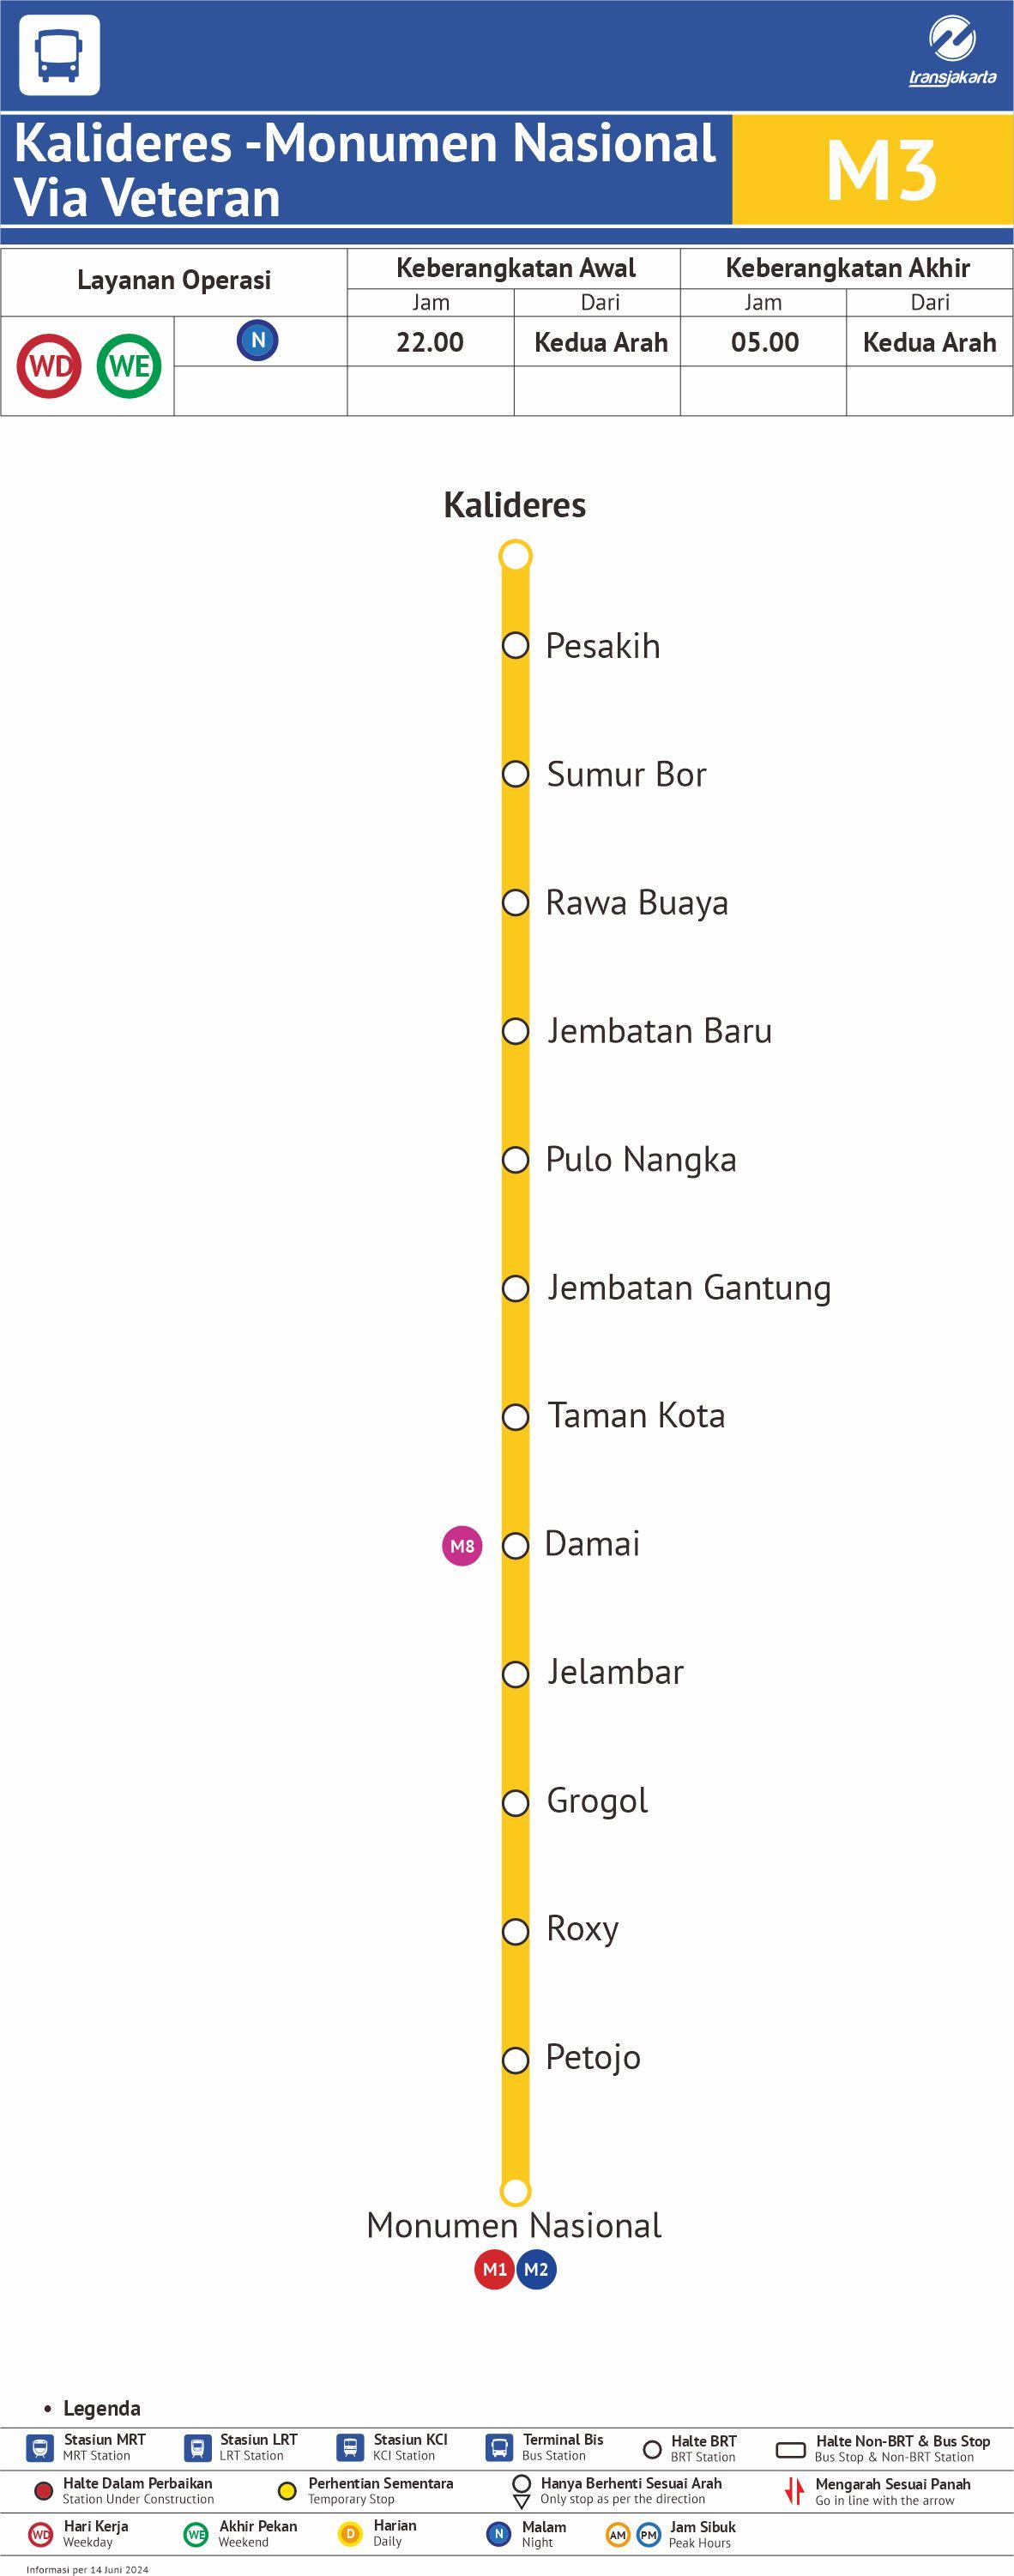 transjakarta
Kalideres -Monumen Nasional
Via Veteran
M3
Layanan Operasi
Keberangkatan Awal
Keberangkatan Akhir
Jam
Dari
Jam
Dari
WD
WE
N
22.00
Kedua Arah
05.00
Kedua Arah
Kalideres
Pesakih
Sumur Bor
Rawa Buaya
Jembatan Baru
Pulo Nangka
Jembatan Gantung
Taman Kota
M8
Damai
Jelambar
Grogol
Roxy
Petojo
Monumen Nasional
M1
M2
• Legenda
Stasiun MRT
MRT Station
Stasiun LRT
LRT Station
Stasiun KCI
KCI Station
Terminal Bis
Bus Station
Halte BRT
BRT Station
Halte Non-BRT & Bus Stop
Bus Stop & Non-BRT Station
Halte Dalam Perbaikan
Station Under Construction
Perhentian Sementara
Temporary Stop
Hanya Berhenti Sesuai Arah
Only stop as per the direction
Mengarah Sesuai Panah
Go in line with the arrow
WD
Hari Kerja
Weekday
WE
Akhir Pekan
Weekend
D
Harian
Daily
N
Malam
Night
AM
PM
Jam Sibuk
Peak Hours
Informasi per 14 Juni 2024